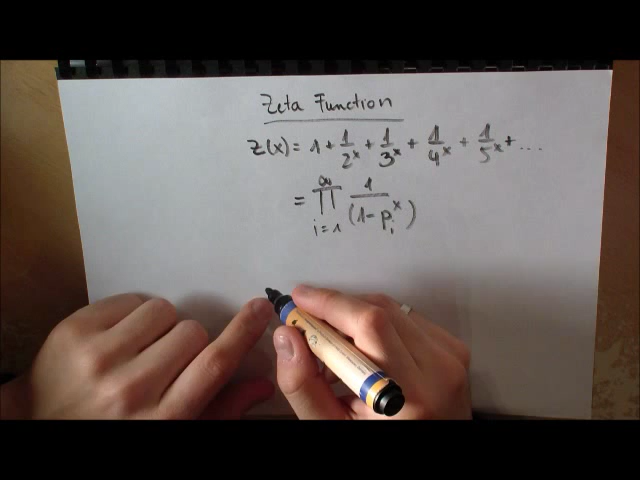 Zeta Function
Z(x) = 1 + 1/2^x + 1/3^x + 1/4^x + 1/5^x + ...
= ∏_{i=1}^{∞} 1/(1-p_i^x)